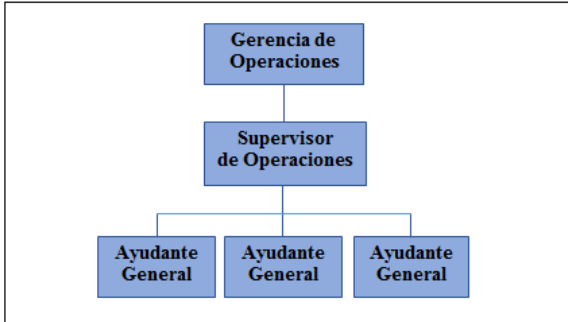 Gerencia de
Operaciones
Supervisor
de Operaciones
Ayudante
General
Ayudante
General
Ayudante
General